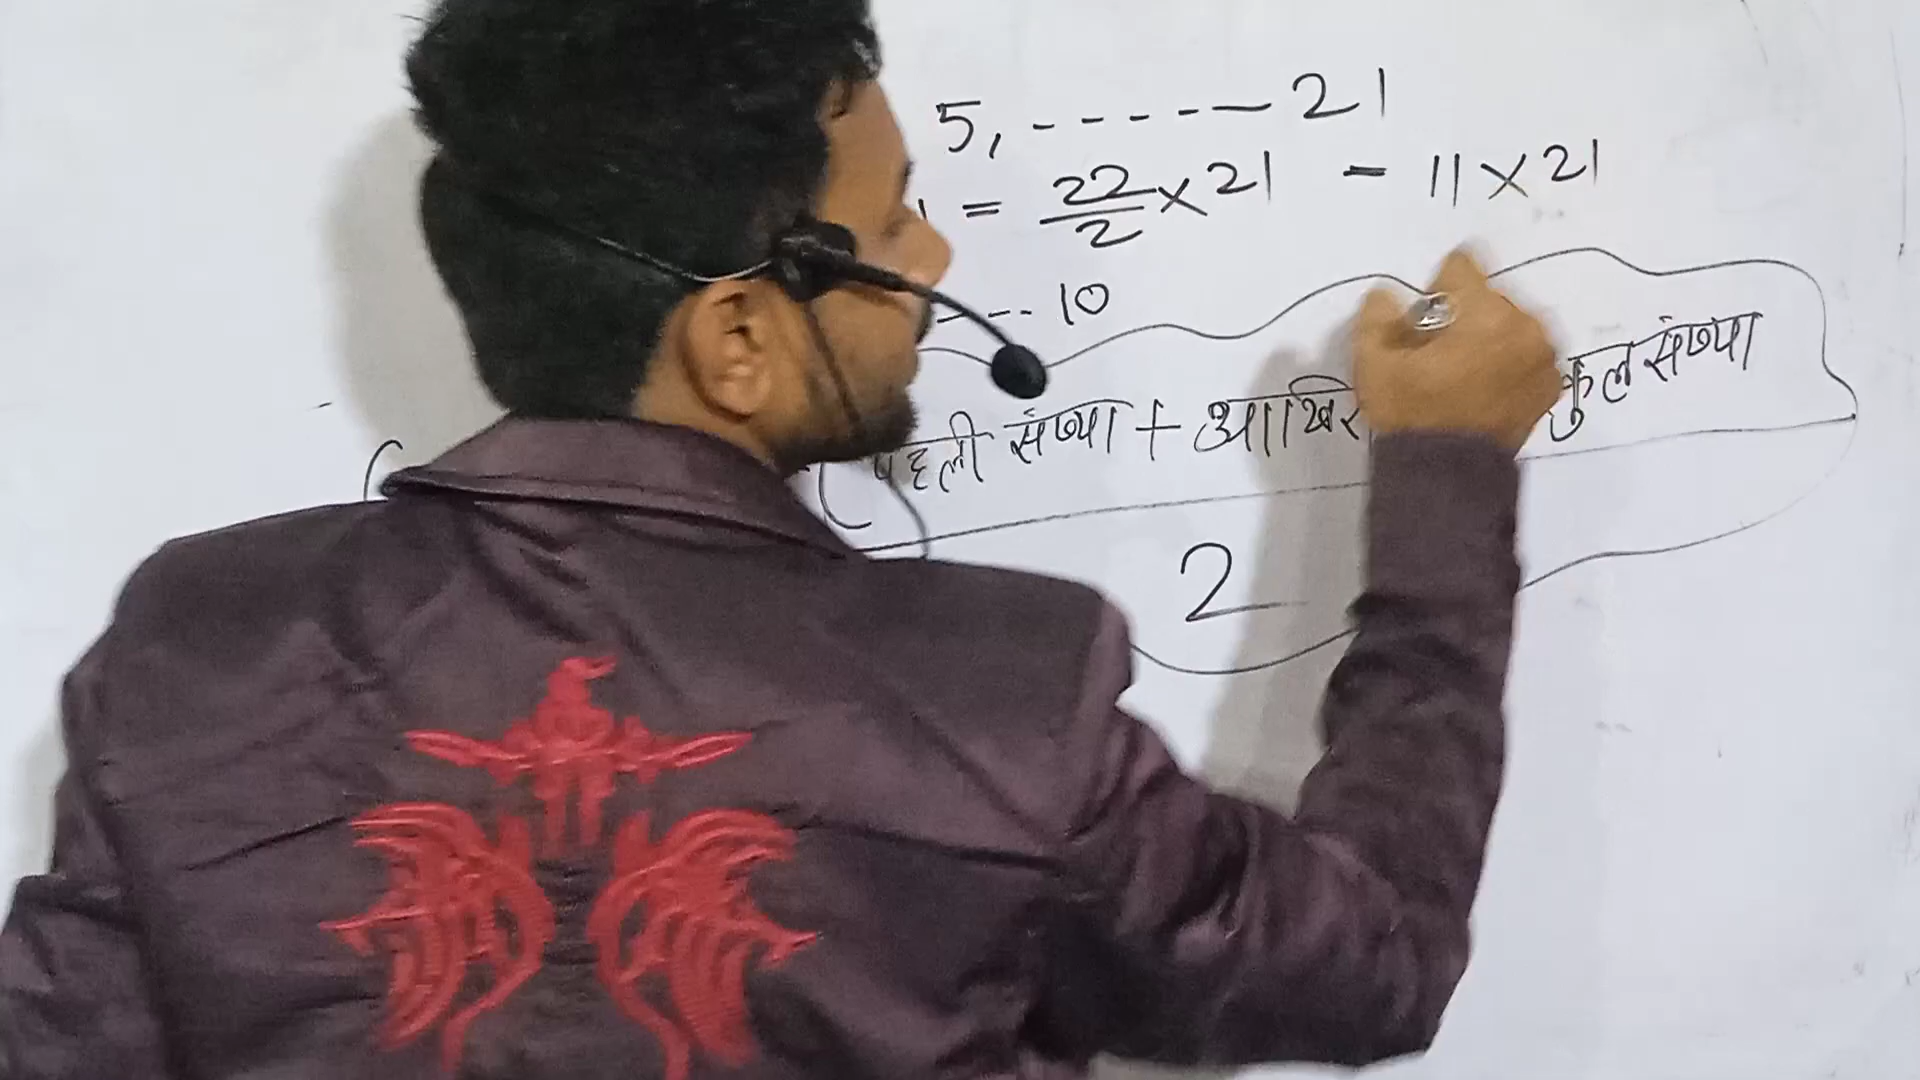 5, ------ 21
= 22/2 × 21 - 11 × 21
---- 10
( पहली संख्या + आखिर कुल संख्या
2